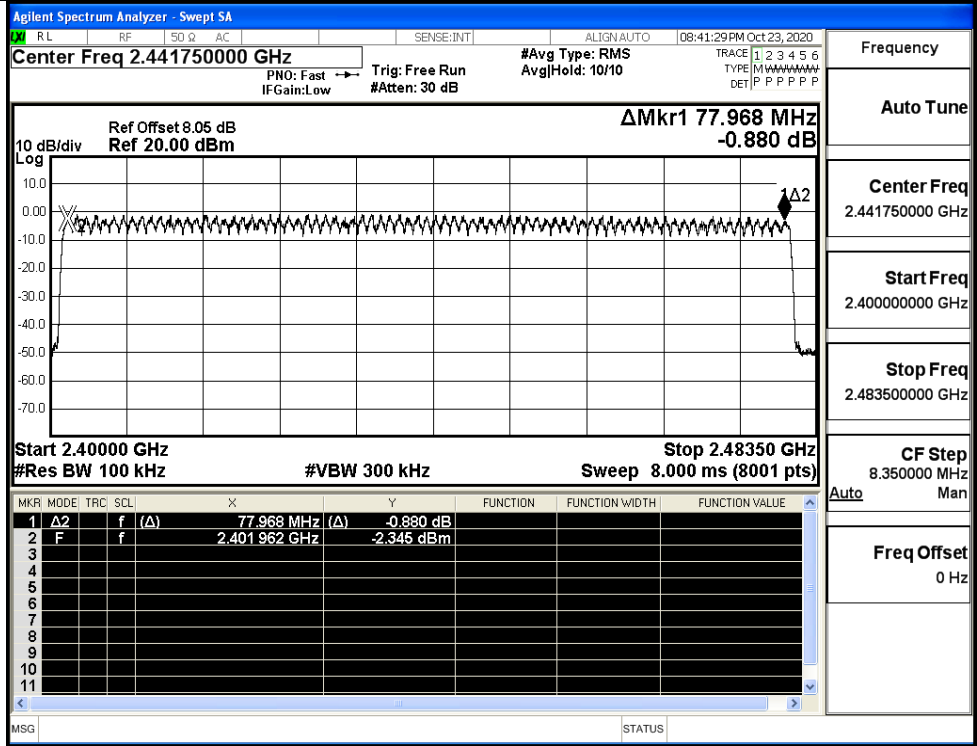 Agilent Spectrum Analyzer - Swept SA
LXI RL RF 50 Ω AC SENSE:INT ALIGNAUTO 08:41:29 PM Oct 23, 2020
Center Freq 2.441750000 GHz
PNO: Fast
IFGain:Low
Trig: Free Run
#Atten: 30 dB
#Avg Type: RMS
Avg|Hold: 10/10
TRACE 1 2 3 4 5 6
TYPE MWWWWW
DET P P P P P P
Ref Offset 8.05 dB
10 dB/div Ref 20.00 dBm
Log
ΔMkr1 77.968 MHz
-0.880 dB
10.0
0.00
-10.0
-20.0
-30.0
-40.0
-50.0
-60.0
-70.0
1Δ2
2
Start 2.40000 GHz Stop 2.48350 GHz
#Res BW 100 kHz #VBW 300 kHz Sweep 8.000 ms (8001 pts)
MKR MODE TRC SCL X Y FUNCTION FUNCTION WIDTH FUNCTION VALUE
1 Δ2 f (Δ) 77.968 MHz (Δ) -0.880 dB
2 F f 2.401 962 GHz -2.345 dBm
3
4
5
6
7
8
9
10
11
MSG STATUS
Frequency
Auto Tune
Center Freq
2.441750000 GHz
Start Freq
2.400000000 GHz
Stop Freq
2.483500000 GHz
CF Step
8.350000 MHz
Auto Man
Freq Offset
0 Hz